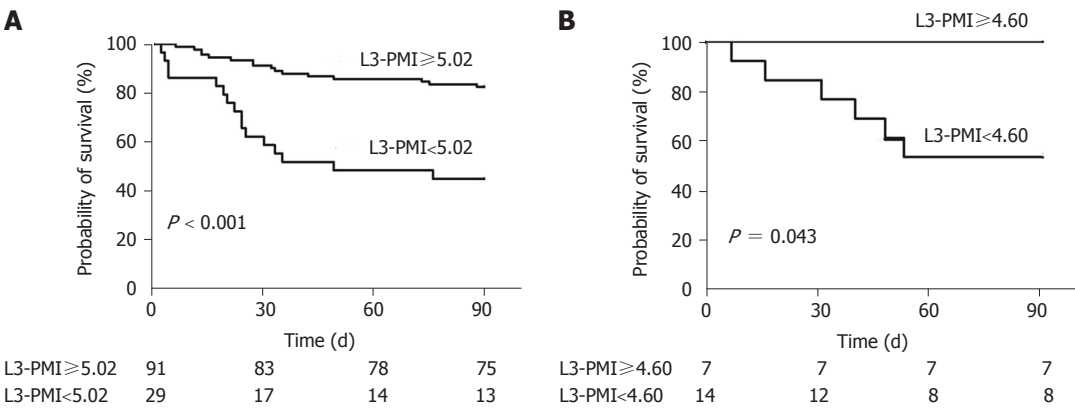 A
Probability of survival (%)
100
80
60
40
20
0
L3-PMI≥5.02
L3-PMI<5.02
P < 0.001
0 30 60 90
Time (d)
L3-PMI≥5.02 91 83 78 75
L3-PMI<5.02 29 17 14 13
B
L3-PMI≥4.60
Probability of survival (%)
100
80
60
40
20
0
L3-PMI<4.60
P = 0.043
0 30 60 90
Time (d)
L3-PMI≥4.60 7 7 7 7
L3-PMI<4.60 14 12 8 8